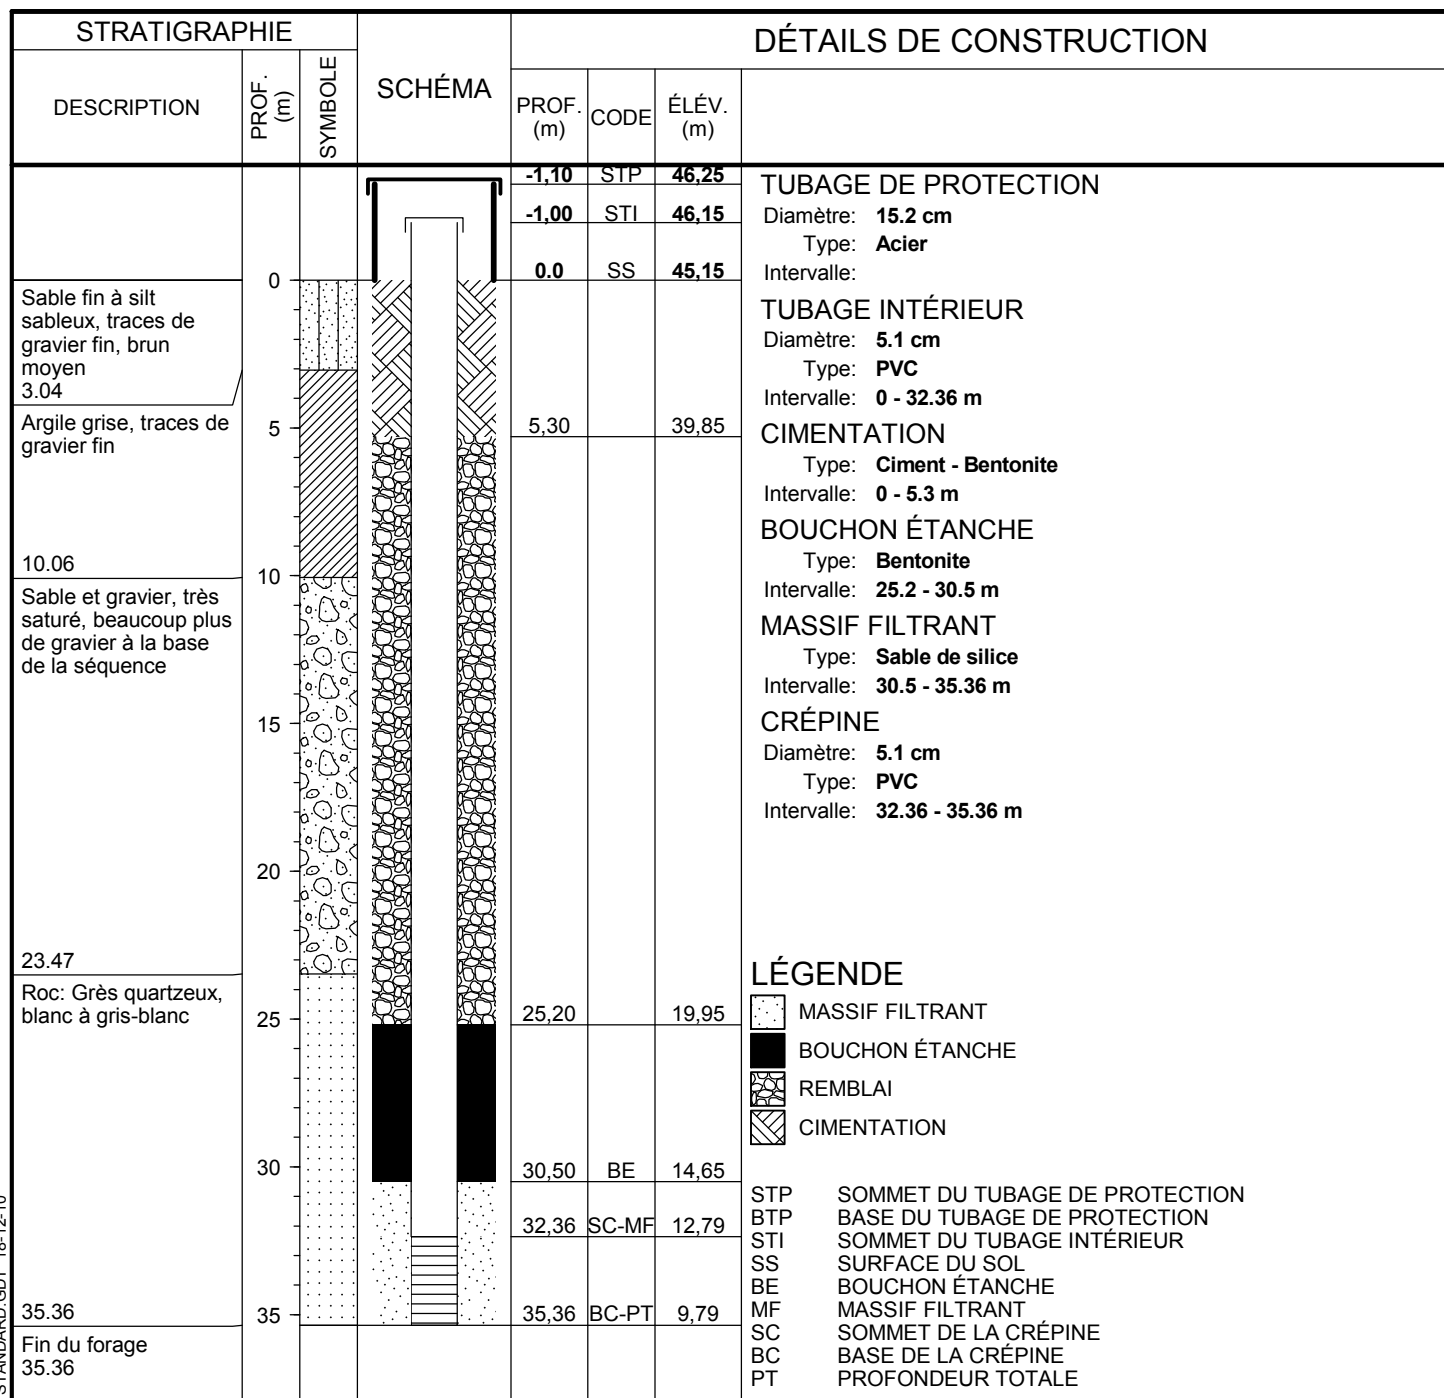 STRATIGRAPHIE
DESCRIPTION
PROF. (m)
SYMBOLE
SCHÉMA
DÉTAILS DE CONSTRUCTION
PROF. (m)
CODE
ÉLÉV. (m)
-1,10 STP 46,25
-1,00 STI 46,15
0.0 SS 45,15
5,30 39,85
25,20 19,95
30,50 BE 14,65
32,36 SC-MF 12,79
35,36 BC-PT 9,79
0
5
10
15
20
25
30
35
Sable fin à silt
sableux, traces de
gravier fin, brun
moyen
3.04
Argile grise, traces de
gravier fin
10.06
Sable et gravier, très
saturé, beaucoup plus
de gravier à la base
de la séquence
23.47
Roc: Grès quartzeux,
blanc à gris-blanc
35.36
Fin du forage
35.36
TUBAGE DE PROTECTION
Diamètre: 15.2 cm
Type: Acier
Intervalle:
TUBAGE INTÉRIEUR
Diamètre: 5.1 cm
Type: PVC
Intervalle: 0 - 32.36 m
CIMENTATION
Type: Ciment - Bentonite
Intervalle: 0 - 5.3 m
BOUCHON ÉTANCHE
Type: Bentonite
Intervalle: 25.2 - 30.5 m
MASSIF FILTRANT
Type: Sable de silice
Intervalle: 30.5 - 35.36 m
CRÉPINE
Diamètre: 5.1 cm
Type: PVC
Intervalle: 32.36 - 35.36 m
LÉGENDE
MASSIF FILTRANT
BOUCHON ÉTANCHE
REMBLAI
CIMENTATION
STP SOMMET DU TUBAGE DE PROTECTION
BTP BASE DU TUBAGE DE PROTECTION
STI SOMMET DU TUBAGE INTÉRIEUR
SS SURFACE DU SOL
BE BOUCHON ÉTANCHE
MF MASSIF FILTRANT
SC SOMMET DE LA CRÉPINE
BC BASE DE LA CRÉPINE
PT PROFONDEUR TOTALE